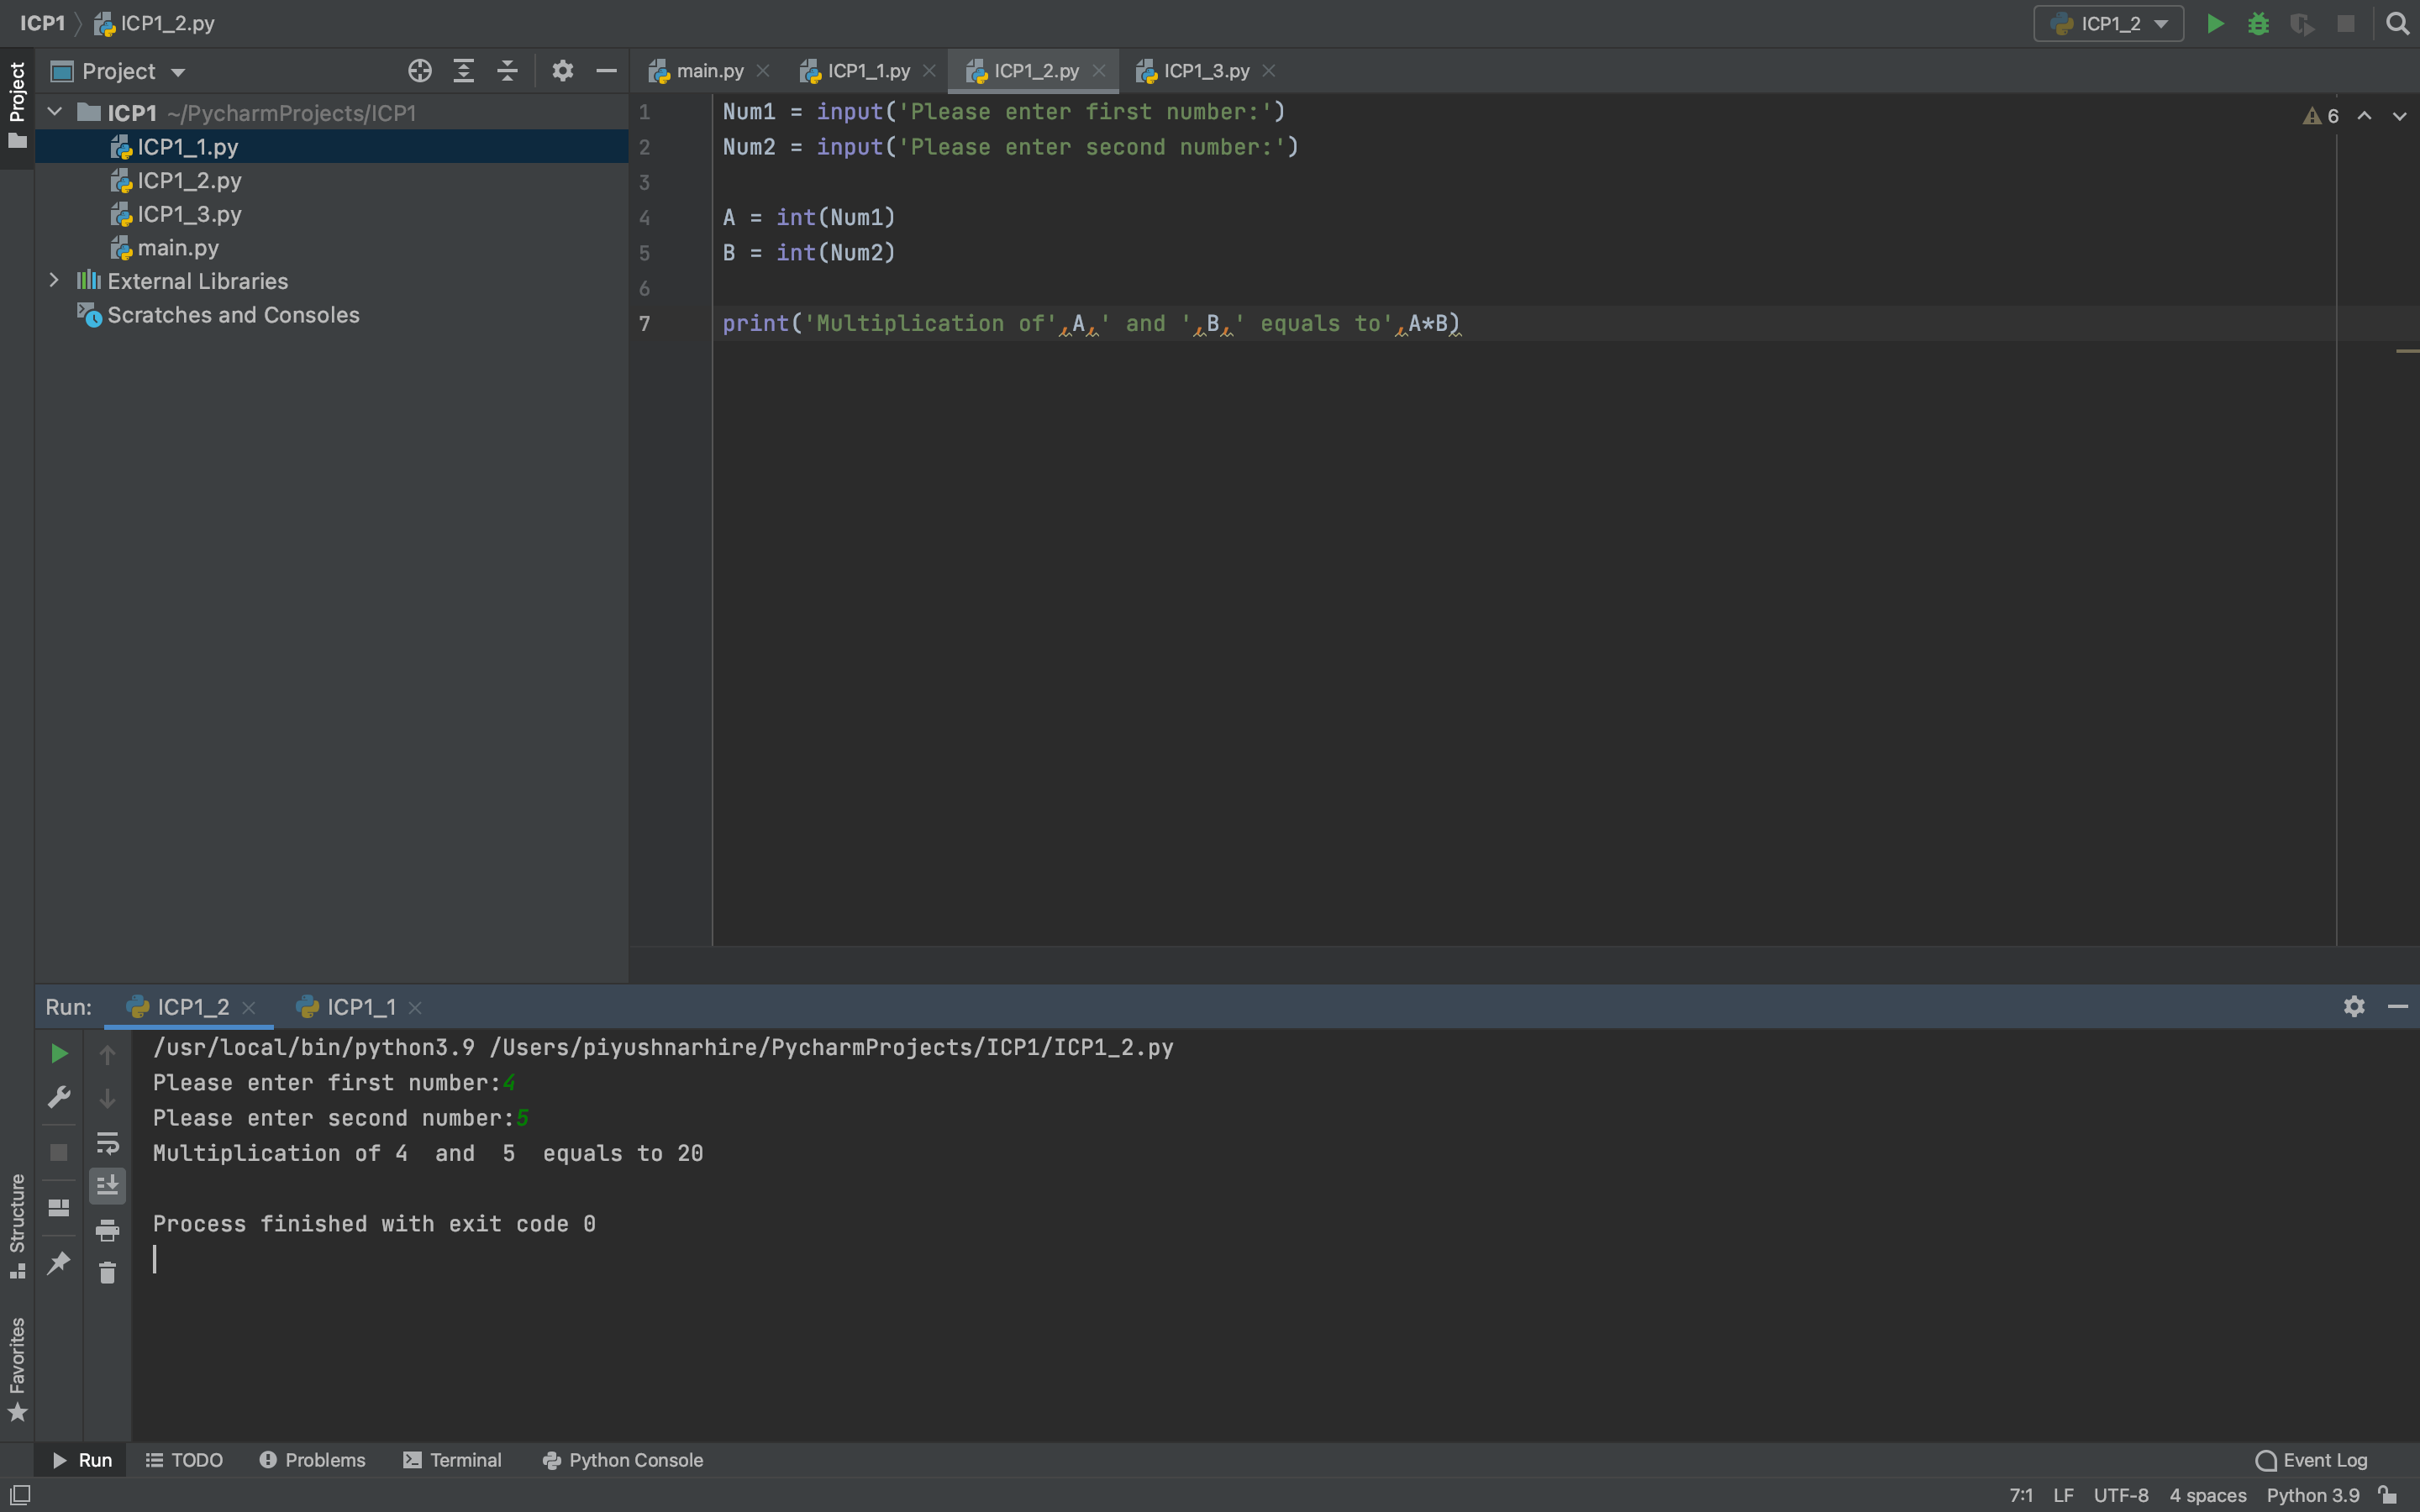 ICP1 ICP1_2.py ICP1_2
Project
Project
main.py ICP1_1.py ICP1_2.py ICP1_3.py
ICP1 ~/PycharmProjects/ICP1
ICP1_1.py
ICP1_2.py
ICP1_3.py
main.py
External Libraries
Scratches and Consoles
1 Num1 = input('Please enter first number:')
2 Num2 = input('Please enter second number:')
3
4 A = int(Num1)
5 B = int(Num2)
6
7 print('Multiplication of',A,' and ',B,' equals to',A*B)
6
Run: ICP1_2 ICP1_1
/usr/local/bin/python3.9 /Users/piyushnarhire/PycharmProjects/ICP1/ICP1_2.py
Please enter first number:4
Please enter second number:5
Multiplication of 4  and  5  equals to 20
Process finished with exit code 0
Structure
Favorites
Run TODO Problems Terminal Python Console Event Log
7:1 LF UTF-8 4 spaces Python 3.9